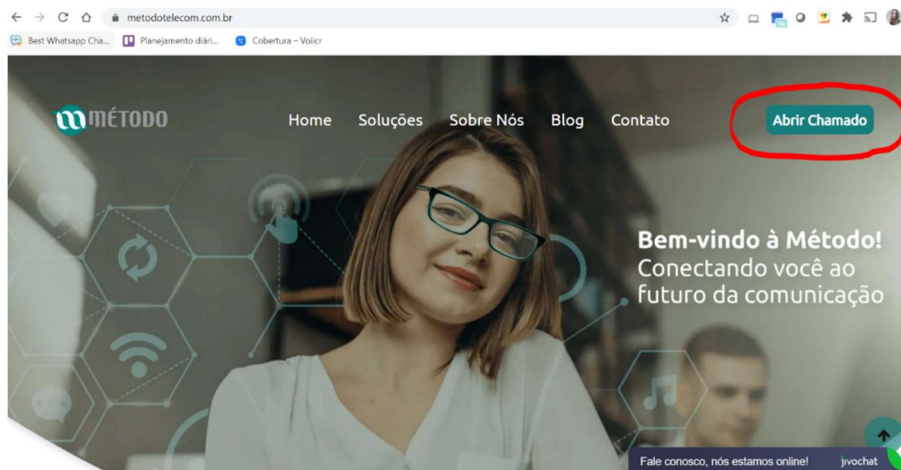 metodotelecom.com.br
Best Whatsapp Cha...
Planejamento diári...
Cobertura – Voiicr
MÉTODO
Home
Soluções
Sobre Nós
Blog
Contato
Abrir Chamado
Bem-vindo à Método!
Conectando você ao
futuro da comunicação
Fale conosco, nós estamos online!
jivochat